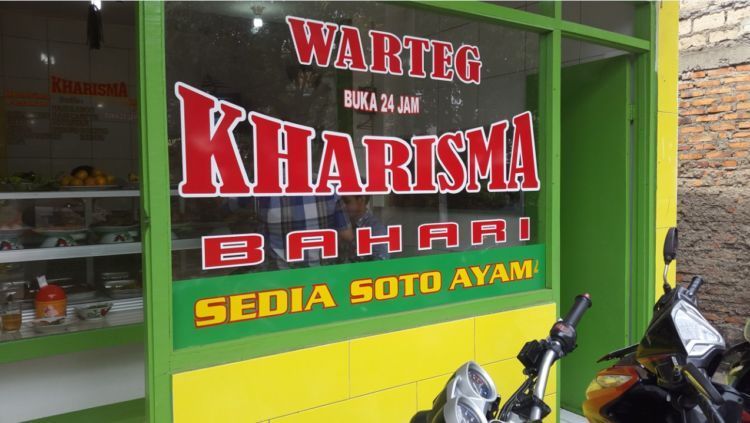 WARTEG
BUKA 24 JAM
KHARISMA
BAHARI
SEDIA SOTO AYAM
KHARISMA